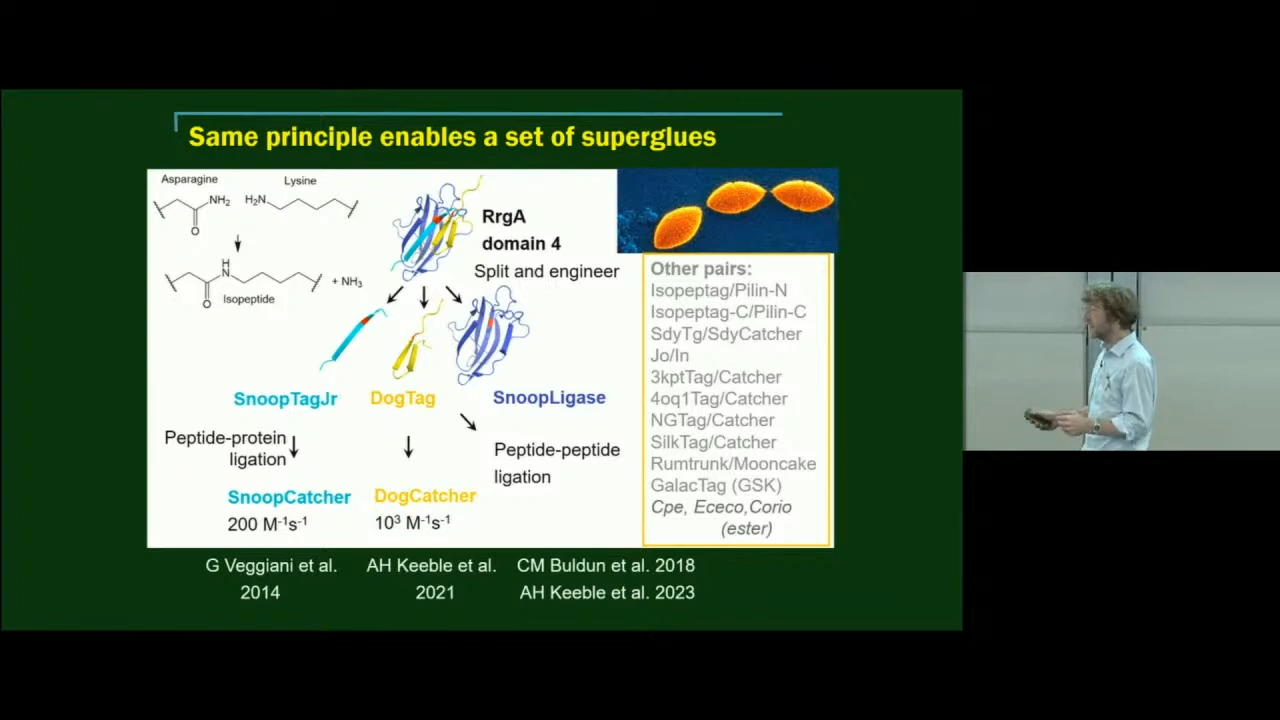 Same principle enables a set of superglues
Asparagine
Lysine
NH₂
H₂N
O
H
N
O
+ NH₃
Isopeptide
RrgA
domain 4
Split and engineer
SnoopTagJr
DogTag
SnoopLigase
Peptide-protein
ligation
Peptide-peptide
ligation
SnoopCatcher
DogCatcher
200 M⁻¹s⁻¹
10³ M⁻¹s⁻¹
Other pairs:
Isopeptag/Pilin-N
Isopeptag-C/Pilin-C
SdyTg/SdyCatcher
Jo/In
3kptTag/Catcher
4oq1Tag/Catcher
NGTag/Catcher
SilkTag/Catcher
Rumtrunk/Mooncake
GalacTag (GSK)
Cpe, Ececo,Corio
(ester)
G Veggiani et al.
2014
AH Keeble et al.
2021
CM Buldun et al. 2018
AH Keeble et al. 2023